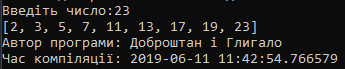 Введіть число:23
[2, 3, 5, 7, 11, 13, 17, 19, 23]
Автор програми: Доброштан і Глигало
Час компіляції: 2019-06-11 11:42:54.766579